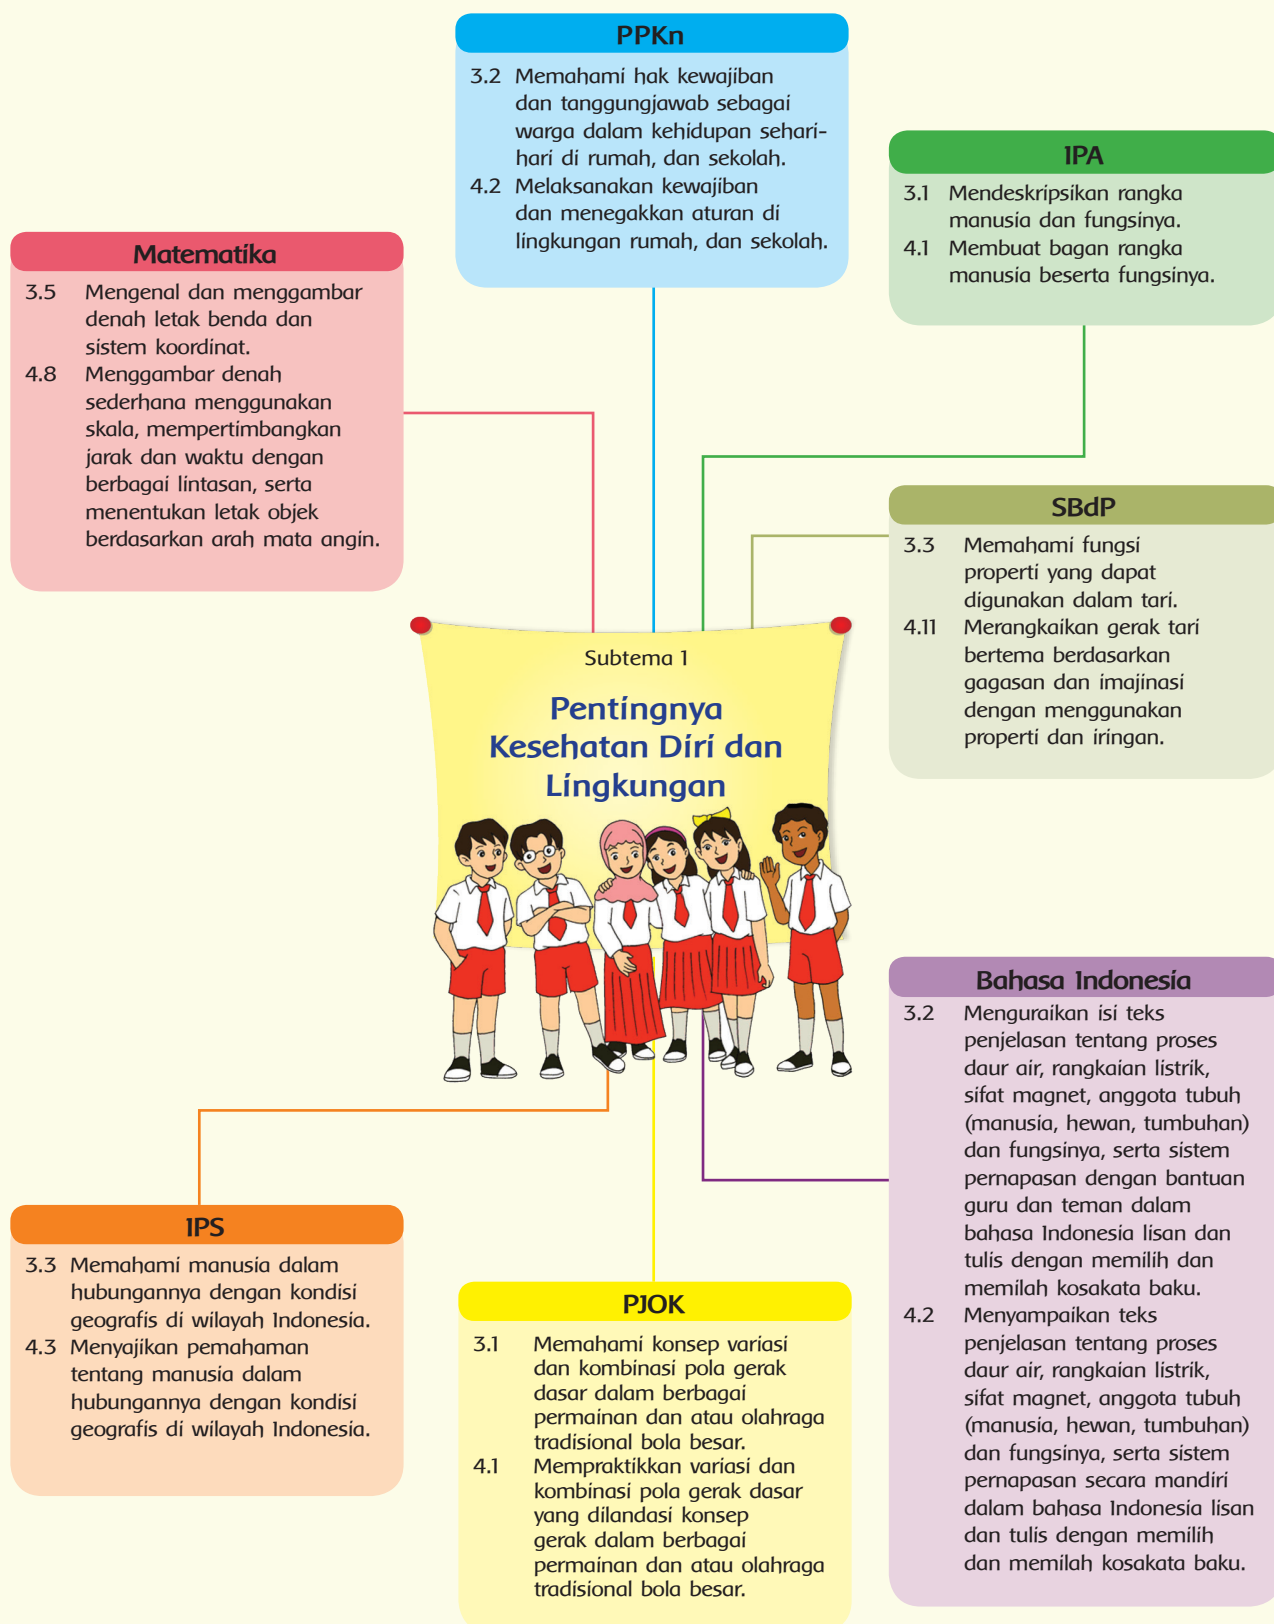 PPKn
3.2 Memahami hak kewajiban
dan tanggungjawab sebagai
warga dalam kehidupan sehari-
hari di rumah, dan sekolah.
4.2 Melaksanakan kewajiban
dan menegakkan aturan di
lingkungan rumah, dan sekolah.
IPA
3.1 Mendeskripsikan rangka
manusia dan fungsinya.
4.1 Membuat bagan rangka
manusia beserta fungsinya.
Matematika
3.5 Mengenal dan menggambar
denah letak benda dan
sistem koordinat.
4.8 Menggambar denah
sederhana menggunakan
skala, mempertimbangkan
jarak dan waktu dengan
berbagai lintasan, serta
menentukan letak objek
berdasarkan arah mata angin.
SBdP
3.3 Memahami fungsi
properti yang dapat
digunakan dalam tari.
4.11 Merangkaikan gerak tari
bertema berdasarkan
gagasan dan imajinasi
dengan menggunakan
properti dan iringan.
Subtema 1
Pentingnya
Kesehatan Diri dan
Lingkungan
Bahasa Indonesia
3.2 Menguraikan isi teks
penjelasan tentang proses
daur air, rangkaian listrik,
sifat magnet, anggota tubuh
(manusia, hewan, tumbuhan)
dan fungsinya, serta sistem
pernapasan dengan bantuan
guru dan teman dalam
bahasa Indonesia lisan dan
tulis dengan memilih dan
memilah kosakata baku.
4.2 Menyampaikan teks
penjelasan tentang proses
daur air, rangkaian listrik,
sifat magnet, anggota tubuh
(manusia, hewan, tumbuhan)
dan fungsinya, serta sistem
pernapasan secara mandiri
dalam bahasa Indonesia lisan
dan tulis dengan memilih
dan memilah kosakata baku.
IPS
3.3 Memahami manusia dalam
hubungannya dengan kondisi
geografis di wilayah Indonesia.
4.3 Menyajikan pemahaman
tentang manusia dalam
hubungannya dengan kondisi
geografis di wilayah Indonesia.
PJOK
3.1 Memahami konsep variasi
dan kombinasi pola gerak
dasar dalam berbagai
permainan dan atau olahraga
tradisional bola besar.
4.1 Mempraktikkan variasi dan
kombinasi pola gerak dasar
yang dilandasi konsep
gerak dalam berbagai
permainan dan atau olahraga
tradisional bola besar.